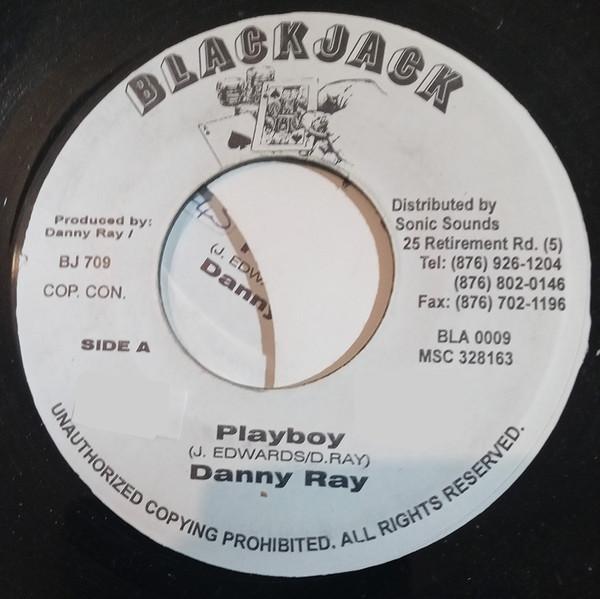 BLACKJACK
Produced by:
Danny Ray /
BJ 709
COP. CON.
SIDE A
Distributed by
Sonic Sounds
25 Retirement Rd. (5)
Tel: (876) 926-1204
(876) 802-0146
Fax: (876) 702-1196
BLA 0009
MSC 328163
(J. EDW
Danny
Playboy
(J. EDWARDS/D.RAY)
Danny Ray
UNAUTHORIZED COPYING PROHIBITED. ALL RIGHTS RESERVED.